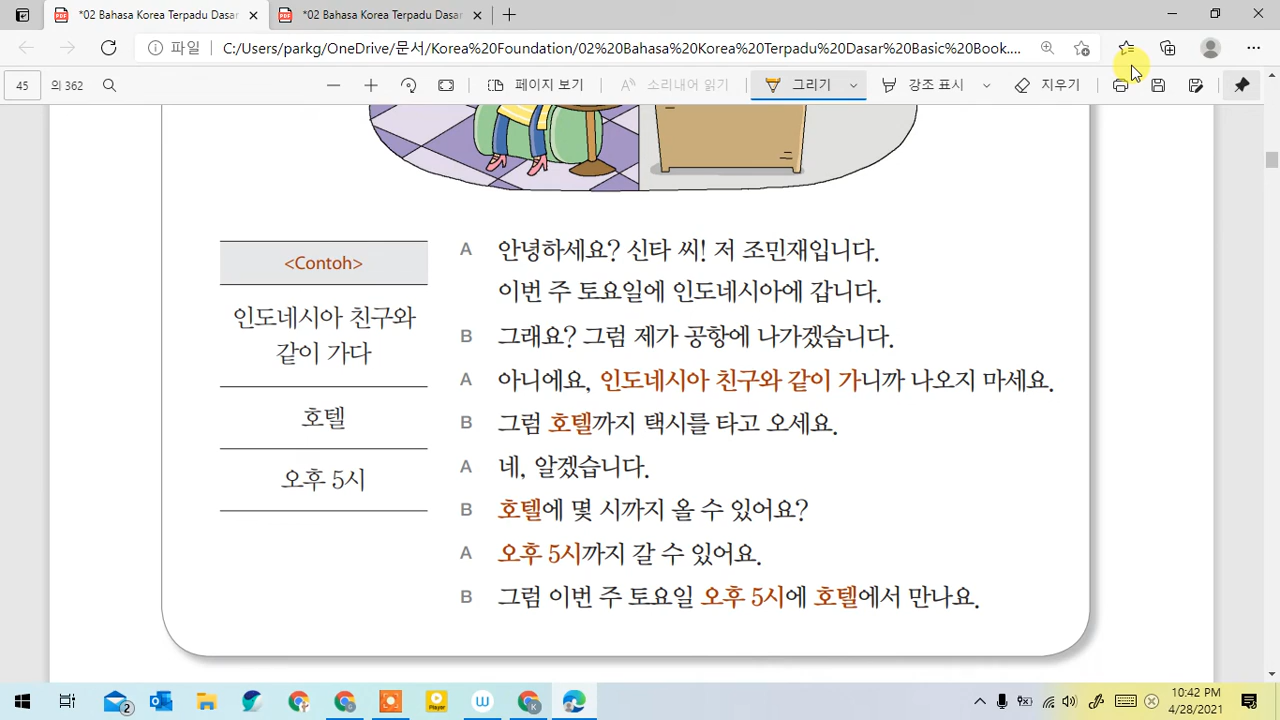 *02 Bahasa Korea Terpadu Dasar
*02 Bahasa Korea Terpadu Dasar
파일 C:/Users/parkg/OneDrive/문서/Korea%20Foundation/02%20Bahasa%20Korea%20Terpadu%20Dasar%20Basic%20Book....
45 의 362 페이지 보기 소리내어 읽기 그리기 강조 표시 지우기
<Contoh>
인도네시아 친구와
같이 가다
호텔
오후 5시
A 안녕하세요? 신타 씨! 저 조민재입니다.
이번 주 토요일에 인도네시아에 갑니다.
B 그래요? 그럼 제가 공항에 나가겠습니다.
A 아니에요, 인도네시아 친구와 같이 가니까 나오지 마세요.
B 그럼 호텔까지 택시를 타고 오세요.
A 네, 알겠습니다.
B 호텔에 몇 시까지 올 수 있어요?
A 오후 5시까지 갈 수 있어요.
B 그럼 이번 주 토요일 오후 5시에 호텔에서 만나요.
2
Player
W
K
10:42 PM
4/28/2021